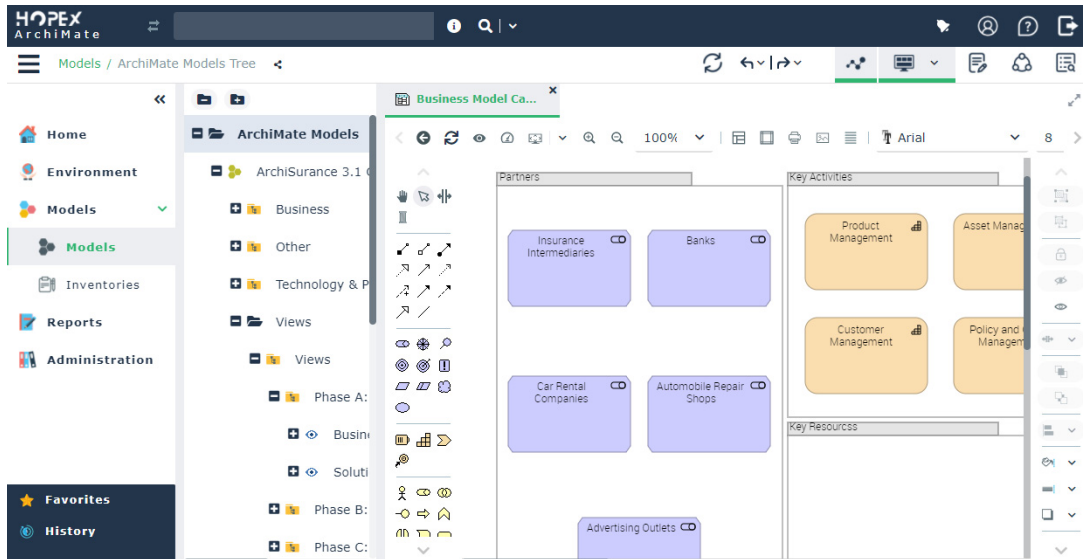 HOPEX
ArchiMate
Models / ArchiMate Models Tree
Home
Environment
Models
Models
Inventories
Reports
Administration
Favorites
History
ArchiMate Models
ArchiSurance 3.1
Business
Other
Technology & P
Views
Views
Phase A:
Busin
Soluti
Phase B:
Phase C:
Business Model Ca...
100%
Arial
8
Partners
Insurance
Intermediaries
Banks
Car Rental
Companies
Automobile Repair
Shops
Advertising Outlets
Key Activities
Product
Management
Asset Manag
Customer
Management
Policy and
Managem
Key Resourcss